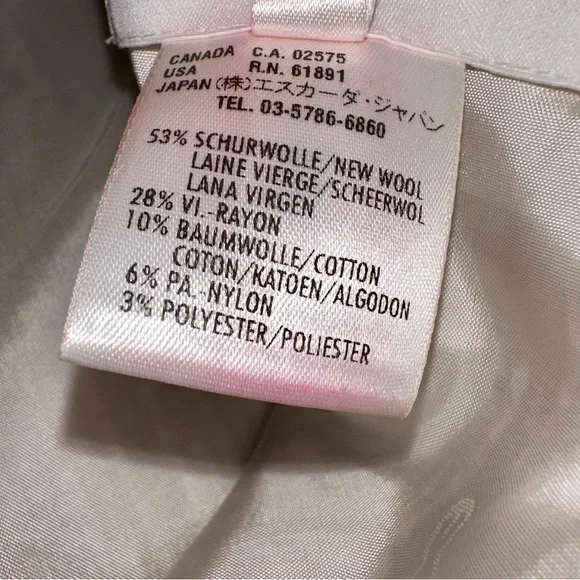 CANADA C.A. 02575
USA R.N. 61891
JAPAN (株)エスカーダ・ジャパン
TEL. 03-5786-6860
53% SCHURWOLLE/NEW WOOL
LAINE VIERGE/SCHEERWOL
LANA VIRGEN
28% VI.-RAYON
10% BAUMWOLLE/COTTON
COTON/KATOEN/ALGODON
6% PA.-NYLON
3% POLYESTER/POLIESTER